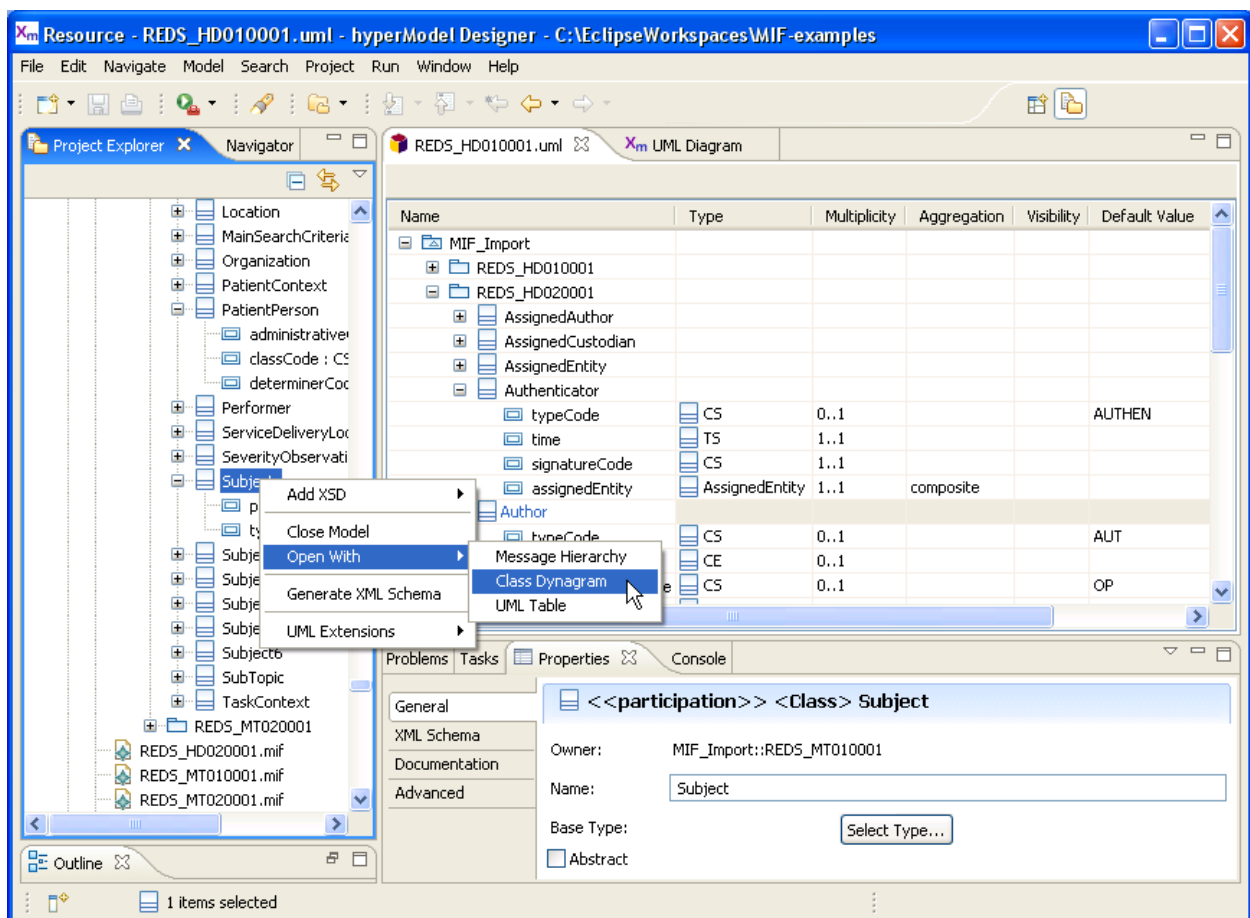 Xm Resource - REDS_HD010001.uml - hyperModel Designer - C:\EclipseWorkspaces\MIF-examples
File Edit Navigate Model Search Project Run Window Help
Project Explorer Navigator
Location
MainSearchCriteria
Organization
PatientContext
PatientPerson
administrative
classCode : CS
determinerCod
Performer
ServiceDeliveryLoc
SeverityObservati
Subject
p
ty
Subje
Subje
Subje
Subje
Subject6
SubTopic
TaskContext
REDS_MT020001
REDS_HD020001.mif
REDS_MT010001.mif
REDS_MT020001.mif
Outline
Add XSD
Close Model
Open With
Generate XML Schema
UML Extensions
Message Hierarchy
Class Dynagram
UML Table
REDS_HD010001.uml Xm UML Diagram
Name Type Multiplicity Aggregation Visibility Default Value
MIF_Import
REDS_HD010001
REDS_HD020001
AssignedAuthor
AssignedCustodian
AssignedEntity
Authenticator
typeCode CS 0..1 AUTHEN
time TS 1..1
signatureCode CS 1..1
assignedEntity AssignedEntity 1..1 composite
Author
typeCode CS 0..1 AUT
CE 0..1
e CS 0..1 OP
Problems Tasks Properties Console
General
XML Schema
Documentation
Advanced
<<participation>> <Class> Subject
Owner: MIF_Import::REDS_MT010001
Name: Subject
Base Type: Select Type...
Abstract
1 items selected